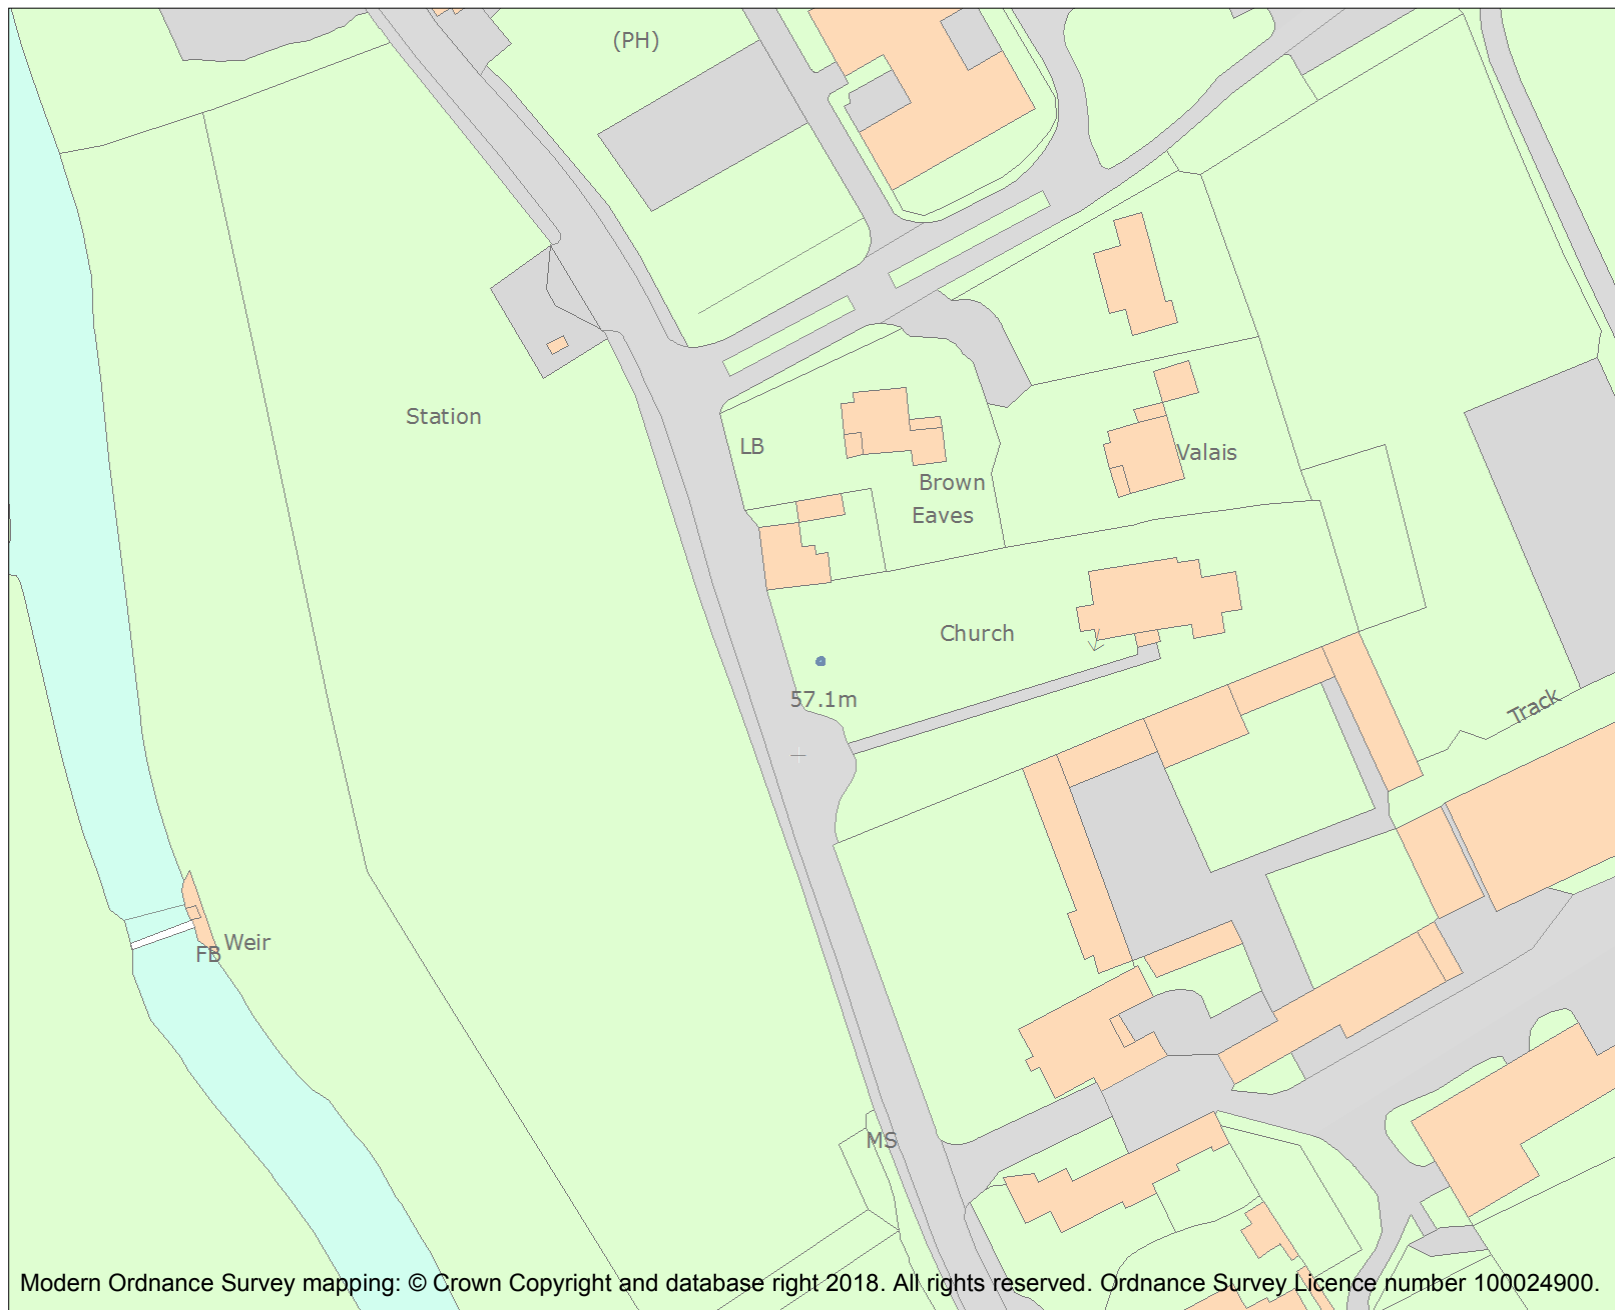 (PH)
Station
LB
Brown
Eaves
Valais
Church
57.1m
Track
Weir
FB
MS
Modern Ordnance Survey mapping: © Crown Copyright and database right 2018. All rights reserved. Ordnance Survey Licence number 100024900.